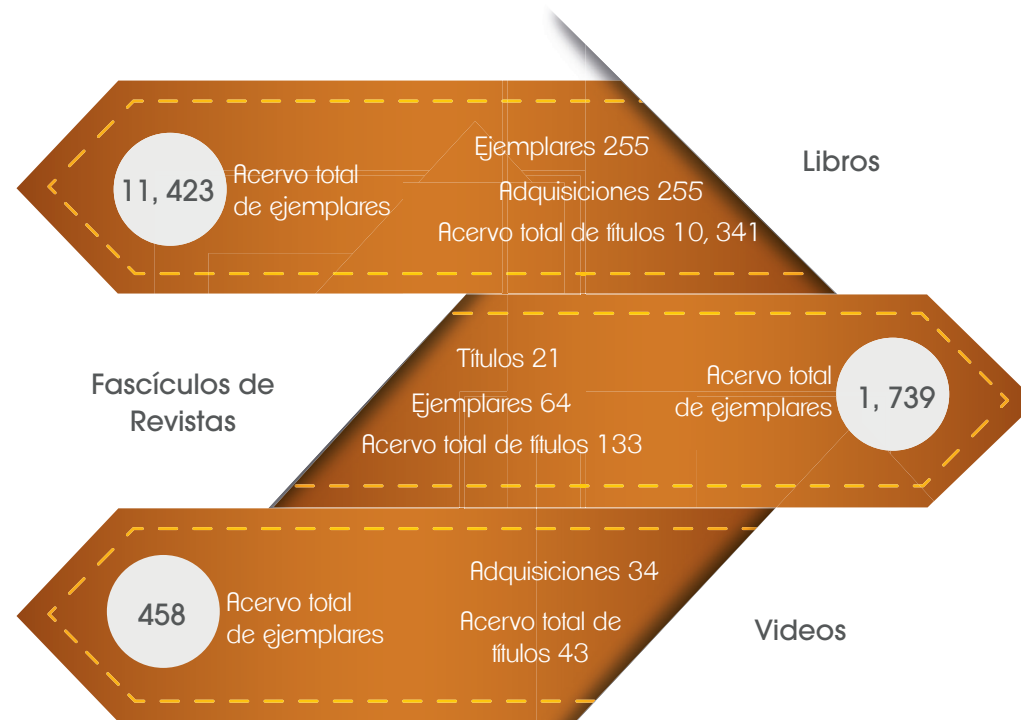 Libros
11, 423
Acervo total
de ejemplares
Ejemplares 255
Adquisiciones 255
Acervo total de títulos 10, 341
Fascículos de
Revistas
Títulos 21
Ejemplares 64
Acervo total de títulos 133
Acervo total
de ejemplares
1, 739
458
Acervo total
de ejemplares
Adquisiciones 34
Acervo total de
títulos 43
Videos